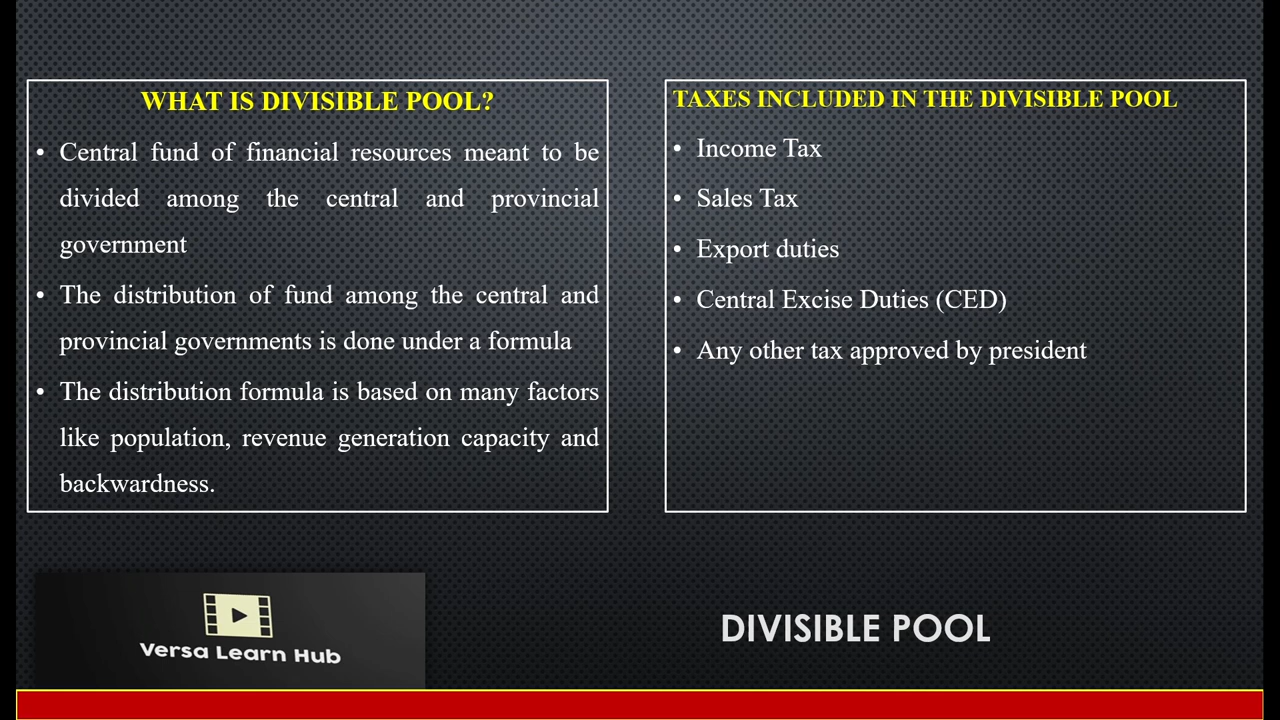 WHAT IS DIVISIBLE POOL?
• Central fund of financial resources meant to be
divided among the central and provincial
government
• The distribution of fund among the central and
provincial governments is done under a formula
• The distribution formula is based on many factors
like population, revenue generation capacity and
backwardness.
TAXES INCLUDED IN THE DIVISIBLE POOL
• Income Tax
• Sales Tax
• Export duties
• Central Excise Duties (CED)
• Any other tax approved by president
Versa Learn Hub
DIVISIBLE POOL